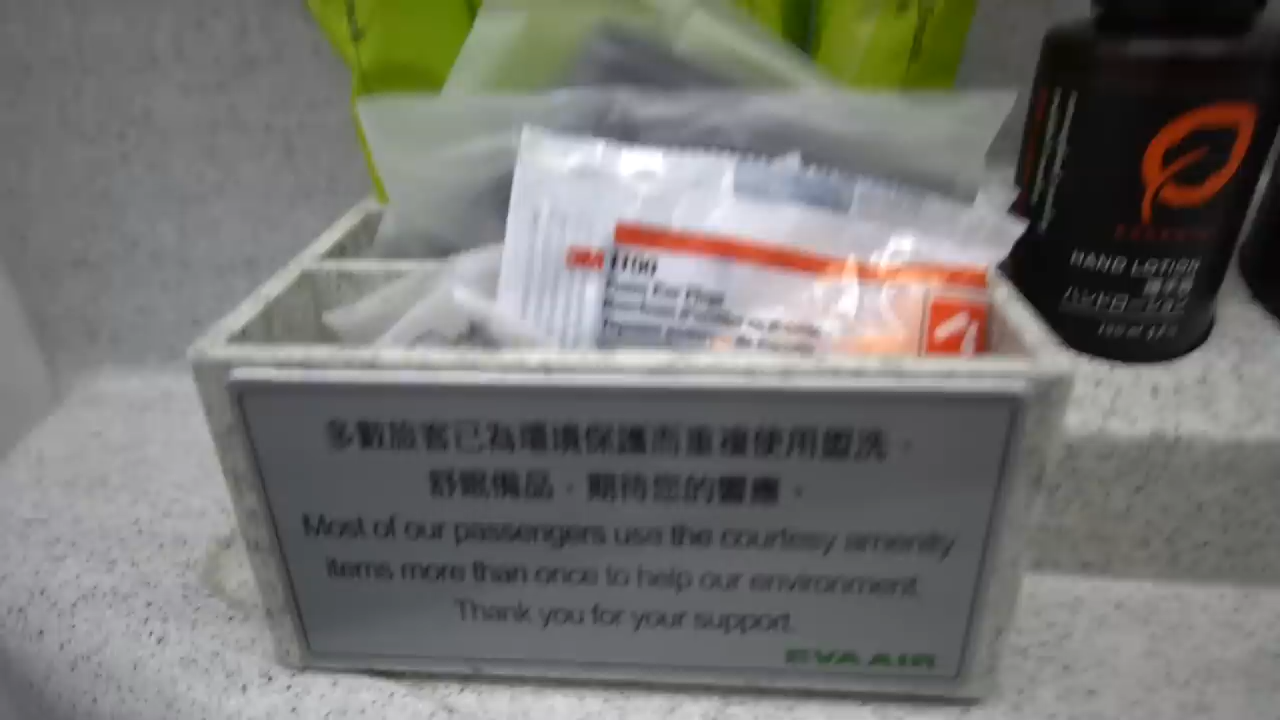 3M 1100
HAND LOTION
多數旅客已為環境保護而重複使用盥洗、
舒眠備品，期待您的響應。
Most of our passengers use the courtesy amenity
items more than once to help our environment.
Thank you for your support.
EVA AIR